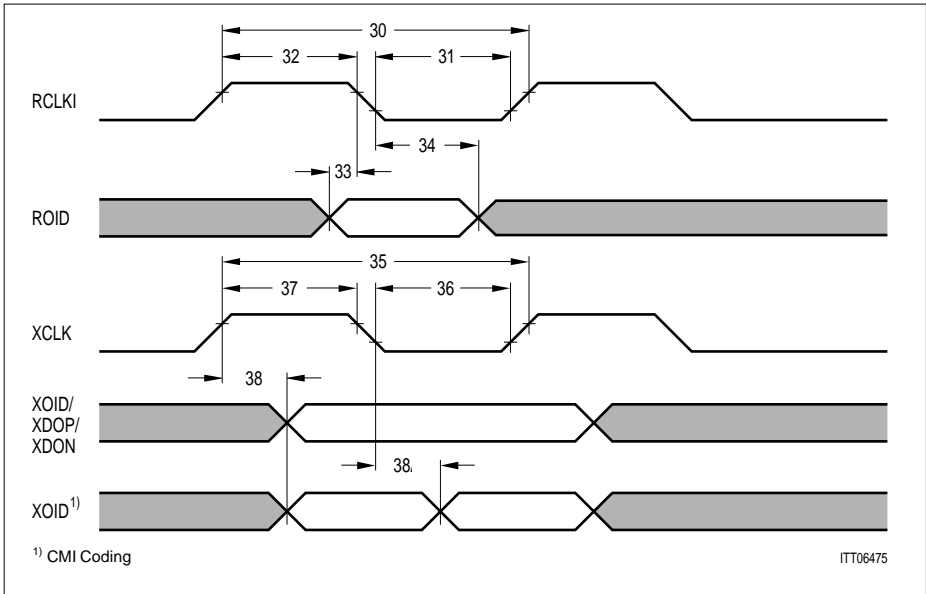 30
32
31
RCLKI
34
33
ROID
35
37
36
XCLK
38
XOID/
XDOP/
XDON
38
XOID1)
1) CMI Coding
ITT06475